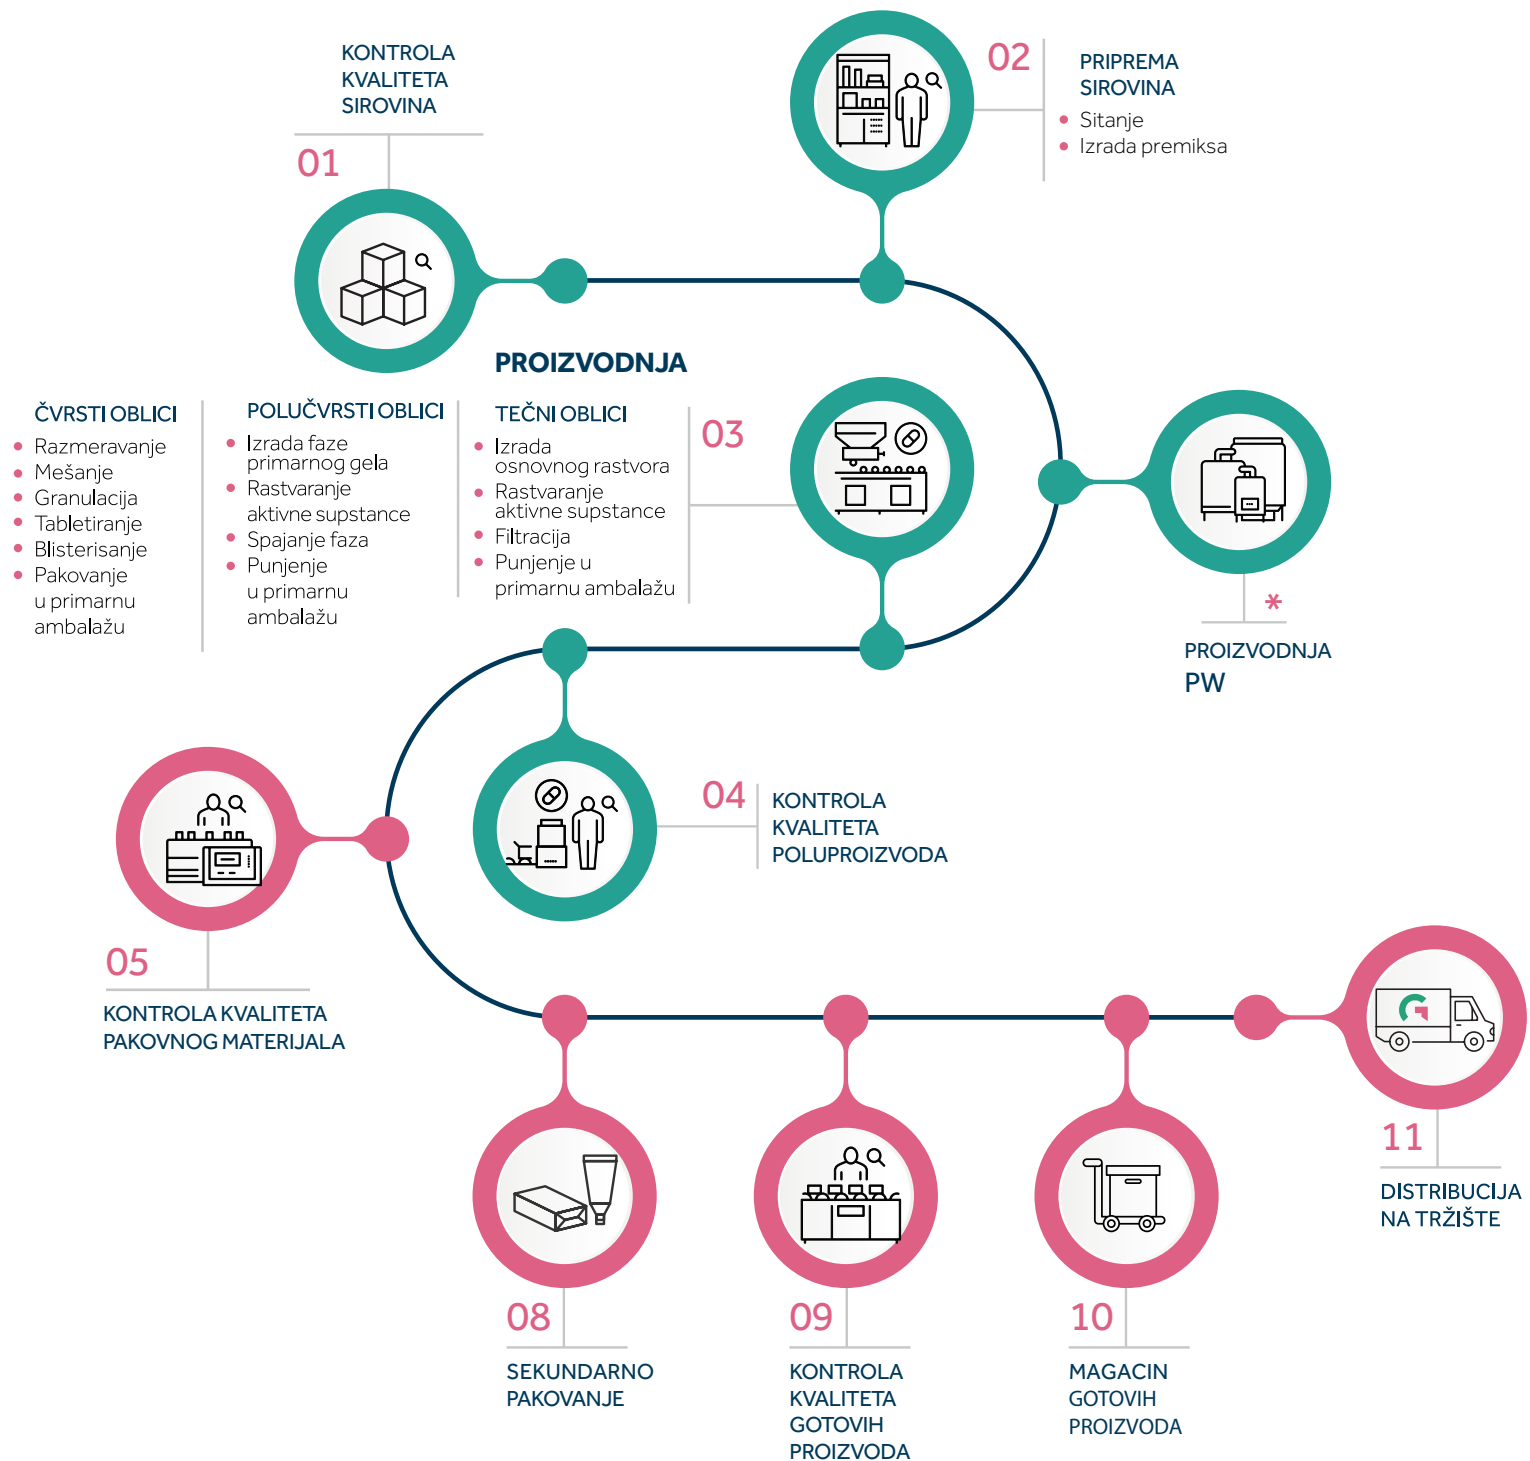 KONTROLA
KVALITETA
SIROVINA
01
02
PRIPREMA
SIROVINA
Sitanje
Izrada premiksa
PROIZVODNJA
ČVRSTI OBLICI
Razmeravanje
Mešanje
Granulacija
Tabletiranje
Blisterisanje
Pakovanje
u primarnu
ambalažu
POLUČVRSTI OBLICI
Izrada faze
primarnog gela
Rastvaranje
aktivne supstance
Spajanje faza
Punjenje
u primarnu
ambalažu
TEČNI OBLICI
Izrada
osnovnog rastvora
Rastvaranje
aktivne supstance
Filtracija
Punjenje u
primarnu ambalažu
03
*
PROIZVODNJA
PW
04
KONTROLA
KVALITETA
POLUPROIZVODA
05
KONTROLA KVALITETA
PAKOVNOG MATERIJALA
08
SEKUNDARNO
PAKOVANJE
09
KONTROLA
KVALITETA
GOTOVIH
PROIZVODA
10
MAGACIN
GOTOVIH
PROIZVODA
11
DISTRIBUCIJA
NA TRŽIŠTE